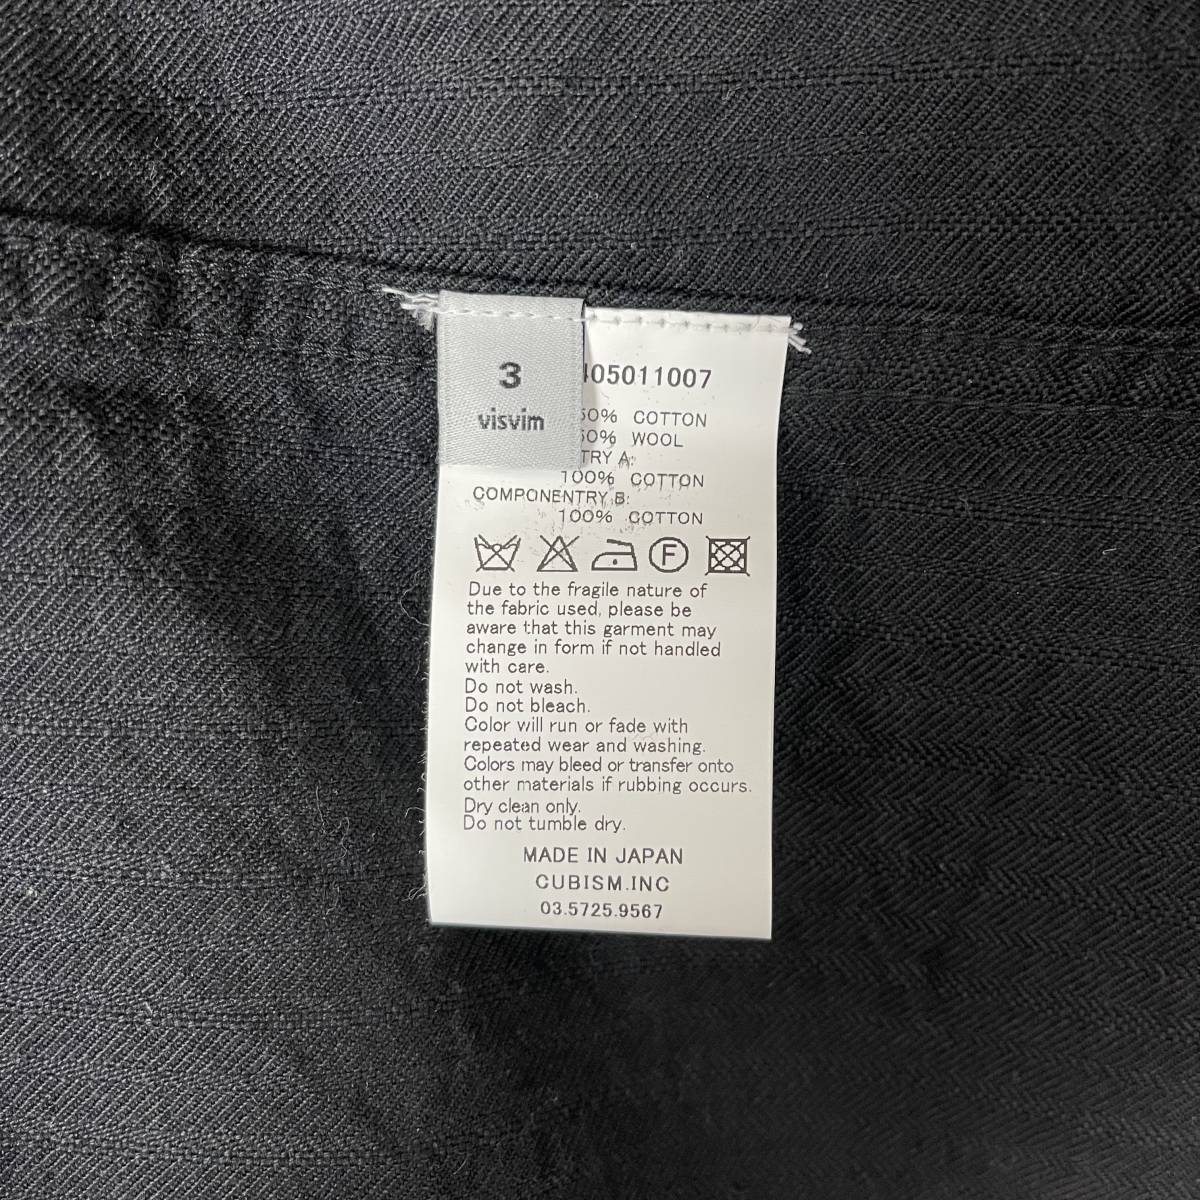 3
visvim
05011007
0% COTTON
0% WOOL
TRY A:
100% COTTON
COMPONENTRY B:
100% COTTON
F
Due to the fragile nature of
the fabric used, please be
aware that this garment may
change in form if not handled
with care.
Do not wash.
Do not bleach.
Color will run or fade with
repeated wear and washing.
Colors may bleed or transfer onto
other materials if rubbing occurs.
Dry clean only.
Do not tumble dry.
MADE IN JAPAN
CUBISM.INC
03.5725.9567